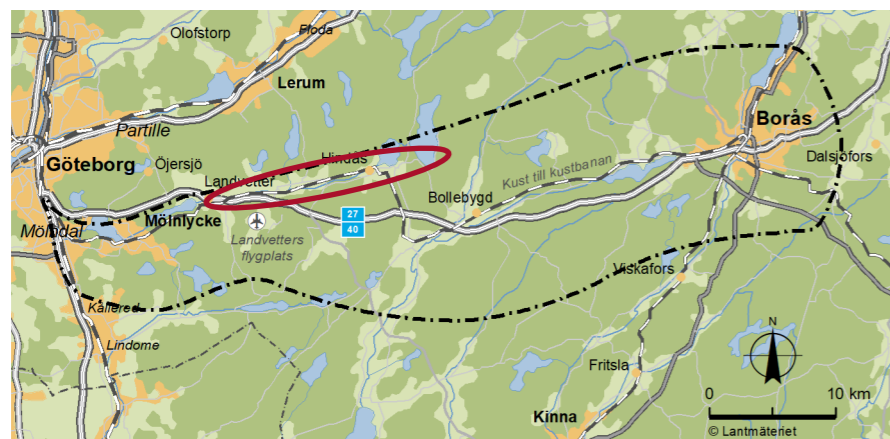 Olofstorp
Floda
Lerum
Partille
Borås
Göteborg
Öjersjö
Hindås
Dalsjöfors
Landvetter
Kust till kustbanan
Bollebygd
Mölnlycke
Mölndal
27
40
Landvetters
flygplats
Viskafors
Kållered
N
Lindome
Fritsla
0 10 km
Kinna
© Lantmäteriet